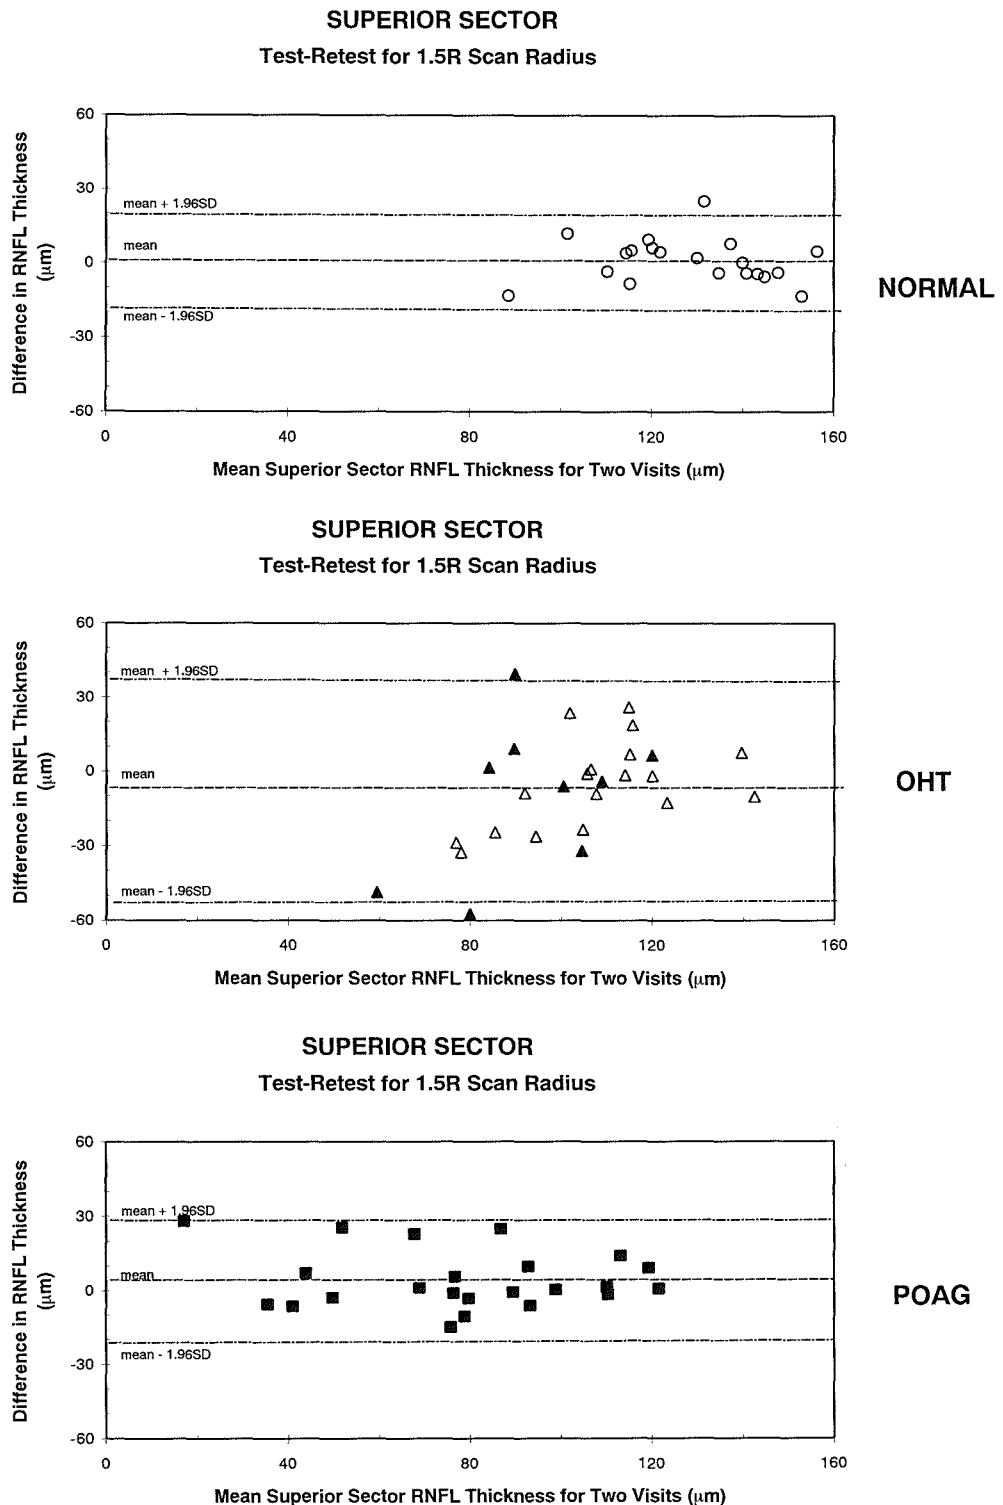 SUPERIOR SECTOR
Test-Retest for 1.5R Scan Radius
Difference in RNFL Thickness
(µm)
60
30
0
-30
-60
mean + 1.96SD
mean
mean - 1.96SD
0 40 80 120 160
Mean Superior Sector RNFL Thickness for Two Visits (µm)
NORMAL
SUPERIOR SECTOR
Test-Retest for 1.5R Scan Radius
Difference in RNFL Thickness
(µm)
60
30
0
-30
-60
mean + 1.96SD
mean
mean - 1.96SD
0 40 80 120 160
Mean Superior Sector RNFL Thickness for Two Visits (µm)
OHT
SUPERIOR SECTOR
Test-Retest for 1.5R Scan Radius
Difference in RNFL Thickness
(µm)
60
30
0
-30
-60
mean + 1.96SD
mean
mean - 1.96SD
0 40 80 120 160
Mean Superior Sector RNFL Thickness for Two Visits (µm)
POAG